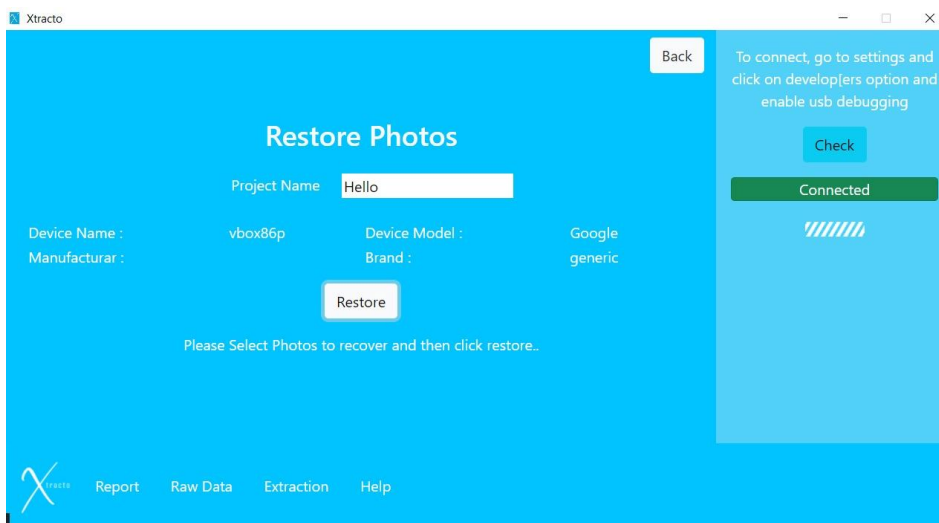 Xtracto
Back
To connect, go to settings and
click on develop[ers option and
enable usb debugging
Check
Connected
Restore Photos
Project Name Hello
Device Name : vbox86p Device Model : Google
Manufacturar : Brand : generic
Restore
Please Select Photos to recover and then click restore..
Xtracto Report Raw Data Extraction Help